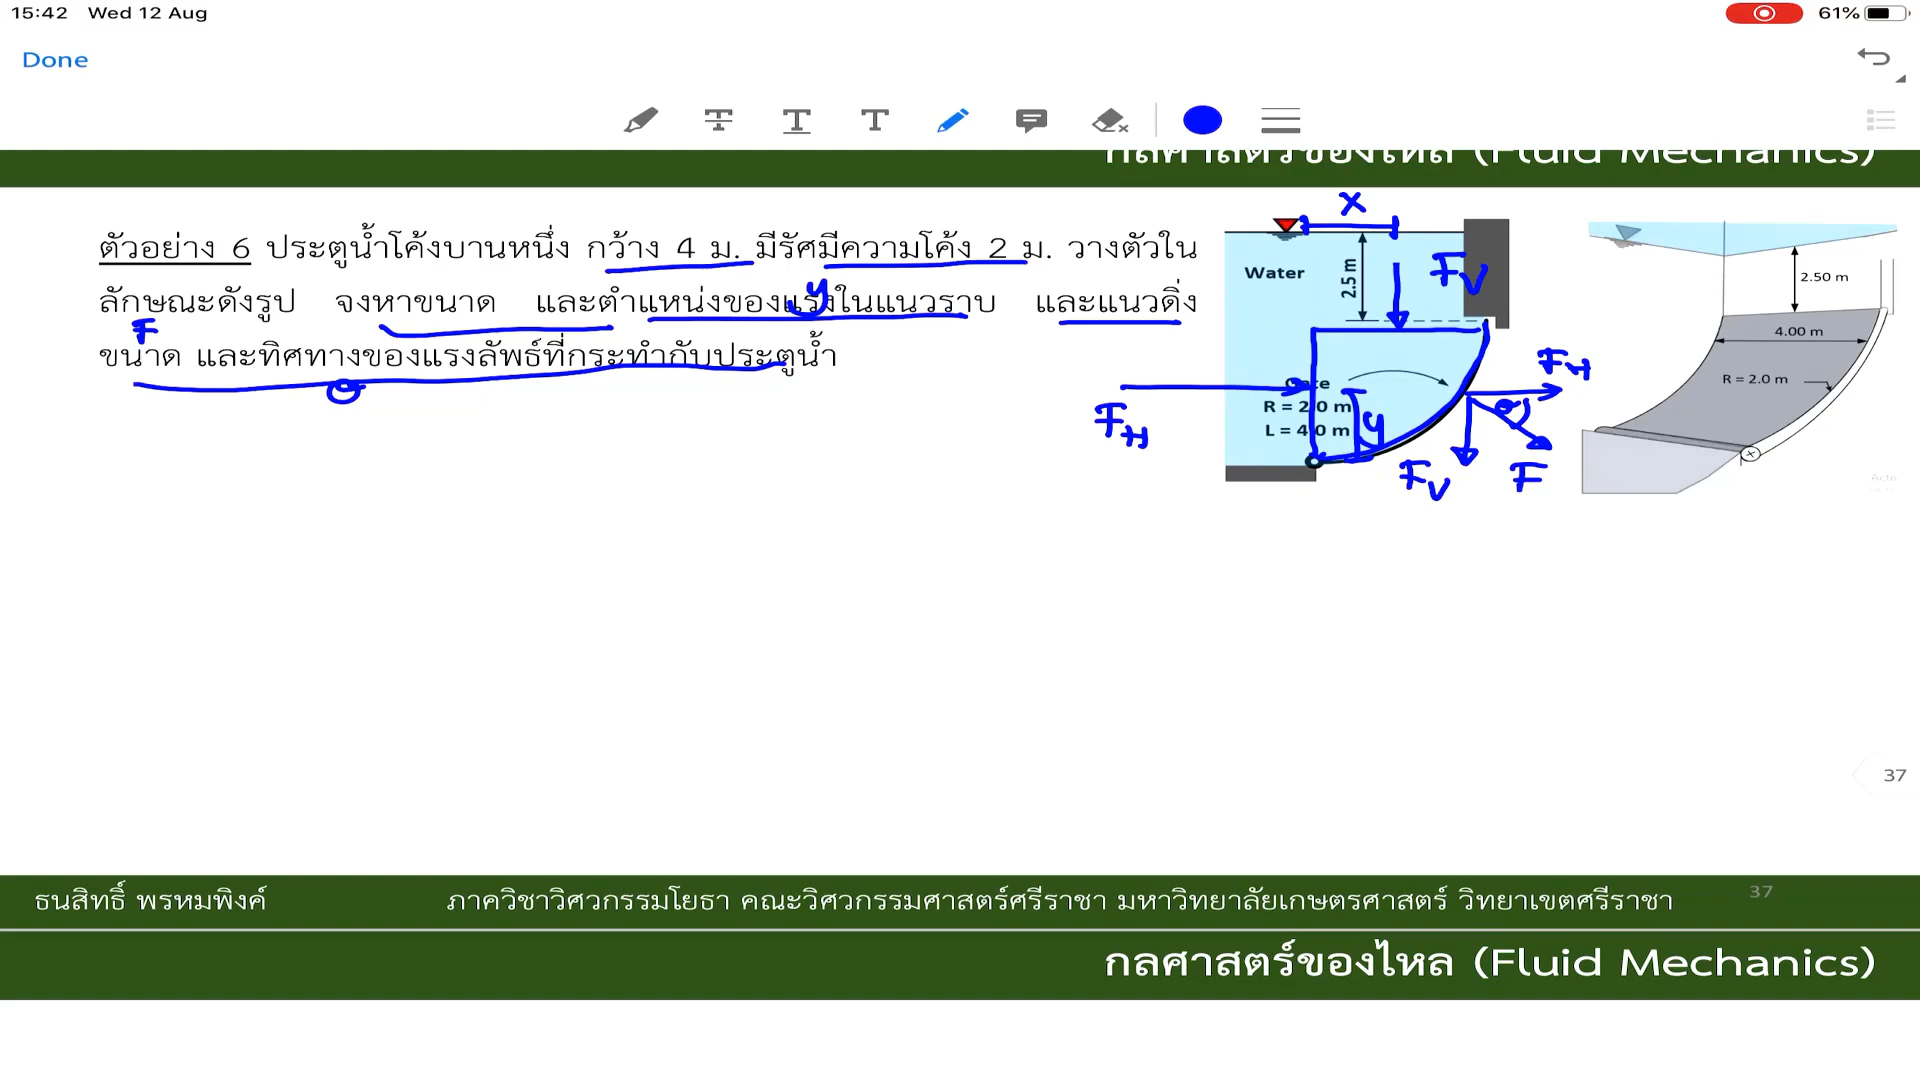 15:42 Wed 12 Aug
61%
Done
T T T
กลศาสตร์ของไหล (Fluid Mechanics)
ตัวอย่าง 6 ประตูน้ำโค้งบานหนึ่ง กว้าง 4 ม. มีรัศมีความโค้ง 2 ม. วางตัวใน
ลักษณะดังรูป จงหาขนาด และตำแหน่งของแรงในแนวราบ และแนวดิ่ง
ขนาด และทิศทางของแรงลัพธ์ที่กระทำกับประตูน้ำ
y
F
θ
x
Water
2.5 m
Fv
Gate
R = 2.0 m
L = 4.0 m
y
FH
FH
θ
Fv
F
2.50 m
4.00 m
R = 2.0 m
37
ธนสิทธิ์ พรหมพิงค์
ภาควิชาวิศวกรรมโยธา คณะวิศวกรรมศาสตร์ศรีราชา มหาวิทยาลัยเกษตรศาสตร์ วิทยาเขตศรีราชา
37
กลศาสตร์ของไหล (Fluid Mechanics)